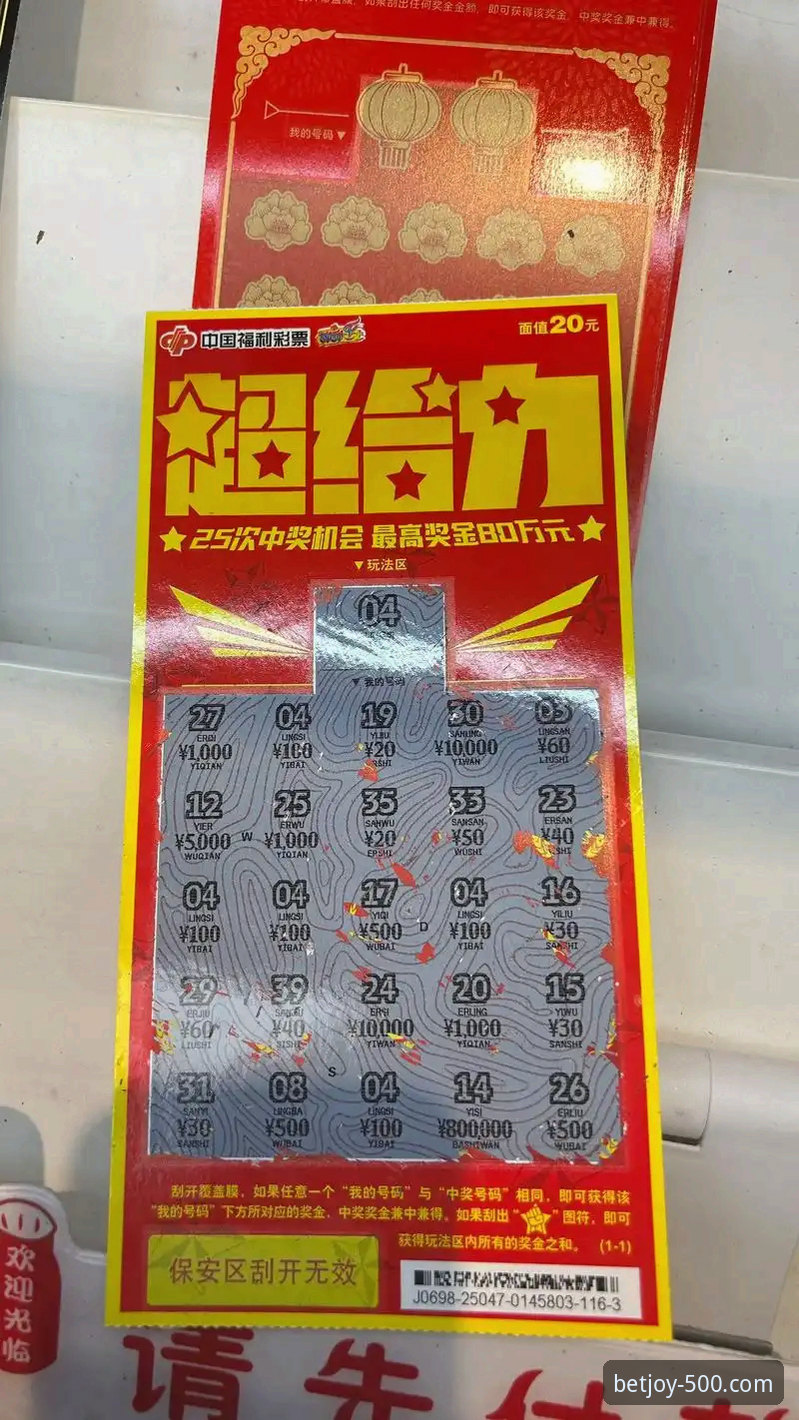 如果刮出任何奖金金额，即可获得该奖金，中奖奖金兼中兼得。
我的号码▼
中国福利彩票
面值20元
超给力
★25次中奖机会 最高奖金80万元★
▼玩法区
04
▼我的号码
27 04 19 30 03
ERQI LINGSI YIJIU SANLING LINGSAN
¥1,000 ¥100 ¥20 ¥10,000 ¥60
YIQIAN YIBAI ERSHI YIWAN LIUSHI
12 25 35 33 23
YIER ERWU SANWU SANSAN ERSAN
¥5,000 W ¥1,000 ¥20 ¥50 ¥40
WUQIAN YIQIAN ERSHI WUSHI SISHI
04 04 17 04 16
LINGSI LINGSI YIQI LINGSI YILIU
¥100 ¥100 ¥500 D ¥100 ¥30
YIBAI YIBAI WUBAI YIBAI SANSHI
29 39 24 20 15
ERJIU SANJIU ERSI ERLING YIWU
¥60 ¥40 ¥10,000 ¥1,000 ¥30
LIUSHI SISHI YIWAN YIQIAN SANSHI
S
31 08 04 14 26
SANYI LINGBA LINGSI YISI ERLIU
¥30 ¥500 ¥100 ¥800000 ¥500
SANSHI WUBAI YIBAI BASHIWAN WUBAI
刮开覆盖膜，如果任意一个“我的号码”与“中奖号码”相同，即可获得该
“我的号码”下方所对应的奖金，中奖奖金兼中兼得。如果刮出“”图符，即可
获得玩法区内所有的奖金之和。 (1-1)
保安区刮开无效
J0698-25047-0145803-116-3
欢迎光临
请先付
betjoy-500.com